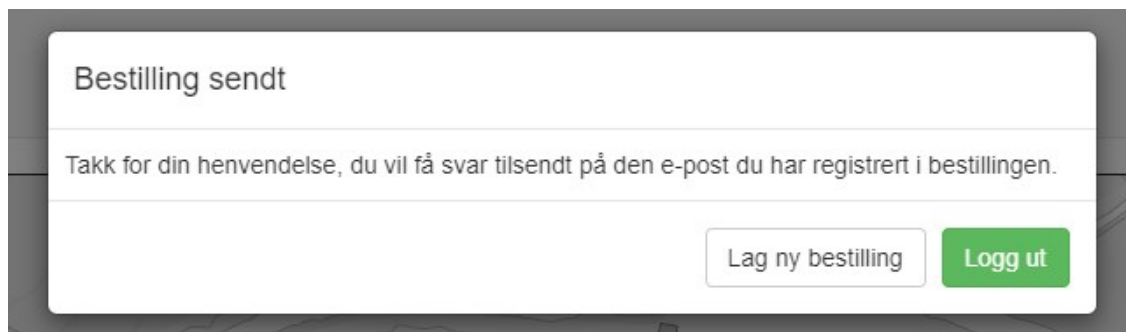 Bestilling sendt
Takk for din henvendelse, du vil få svar tilsendt på den e-post du har registrert i bestillingen.
Lag ny bestilling
Logg ut